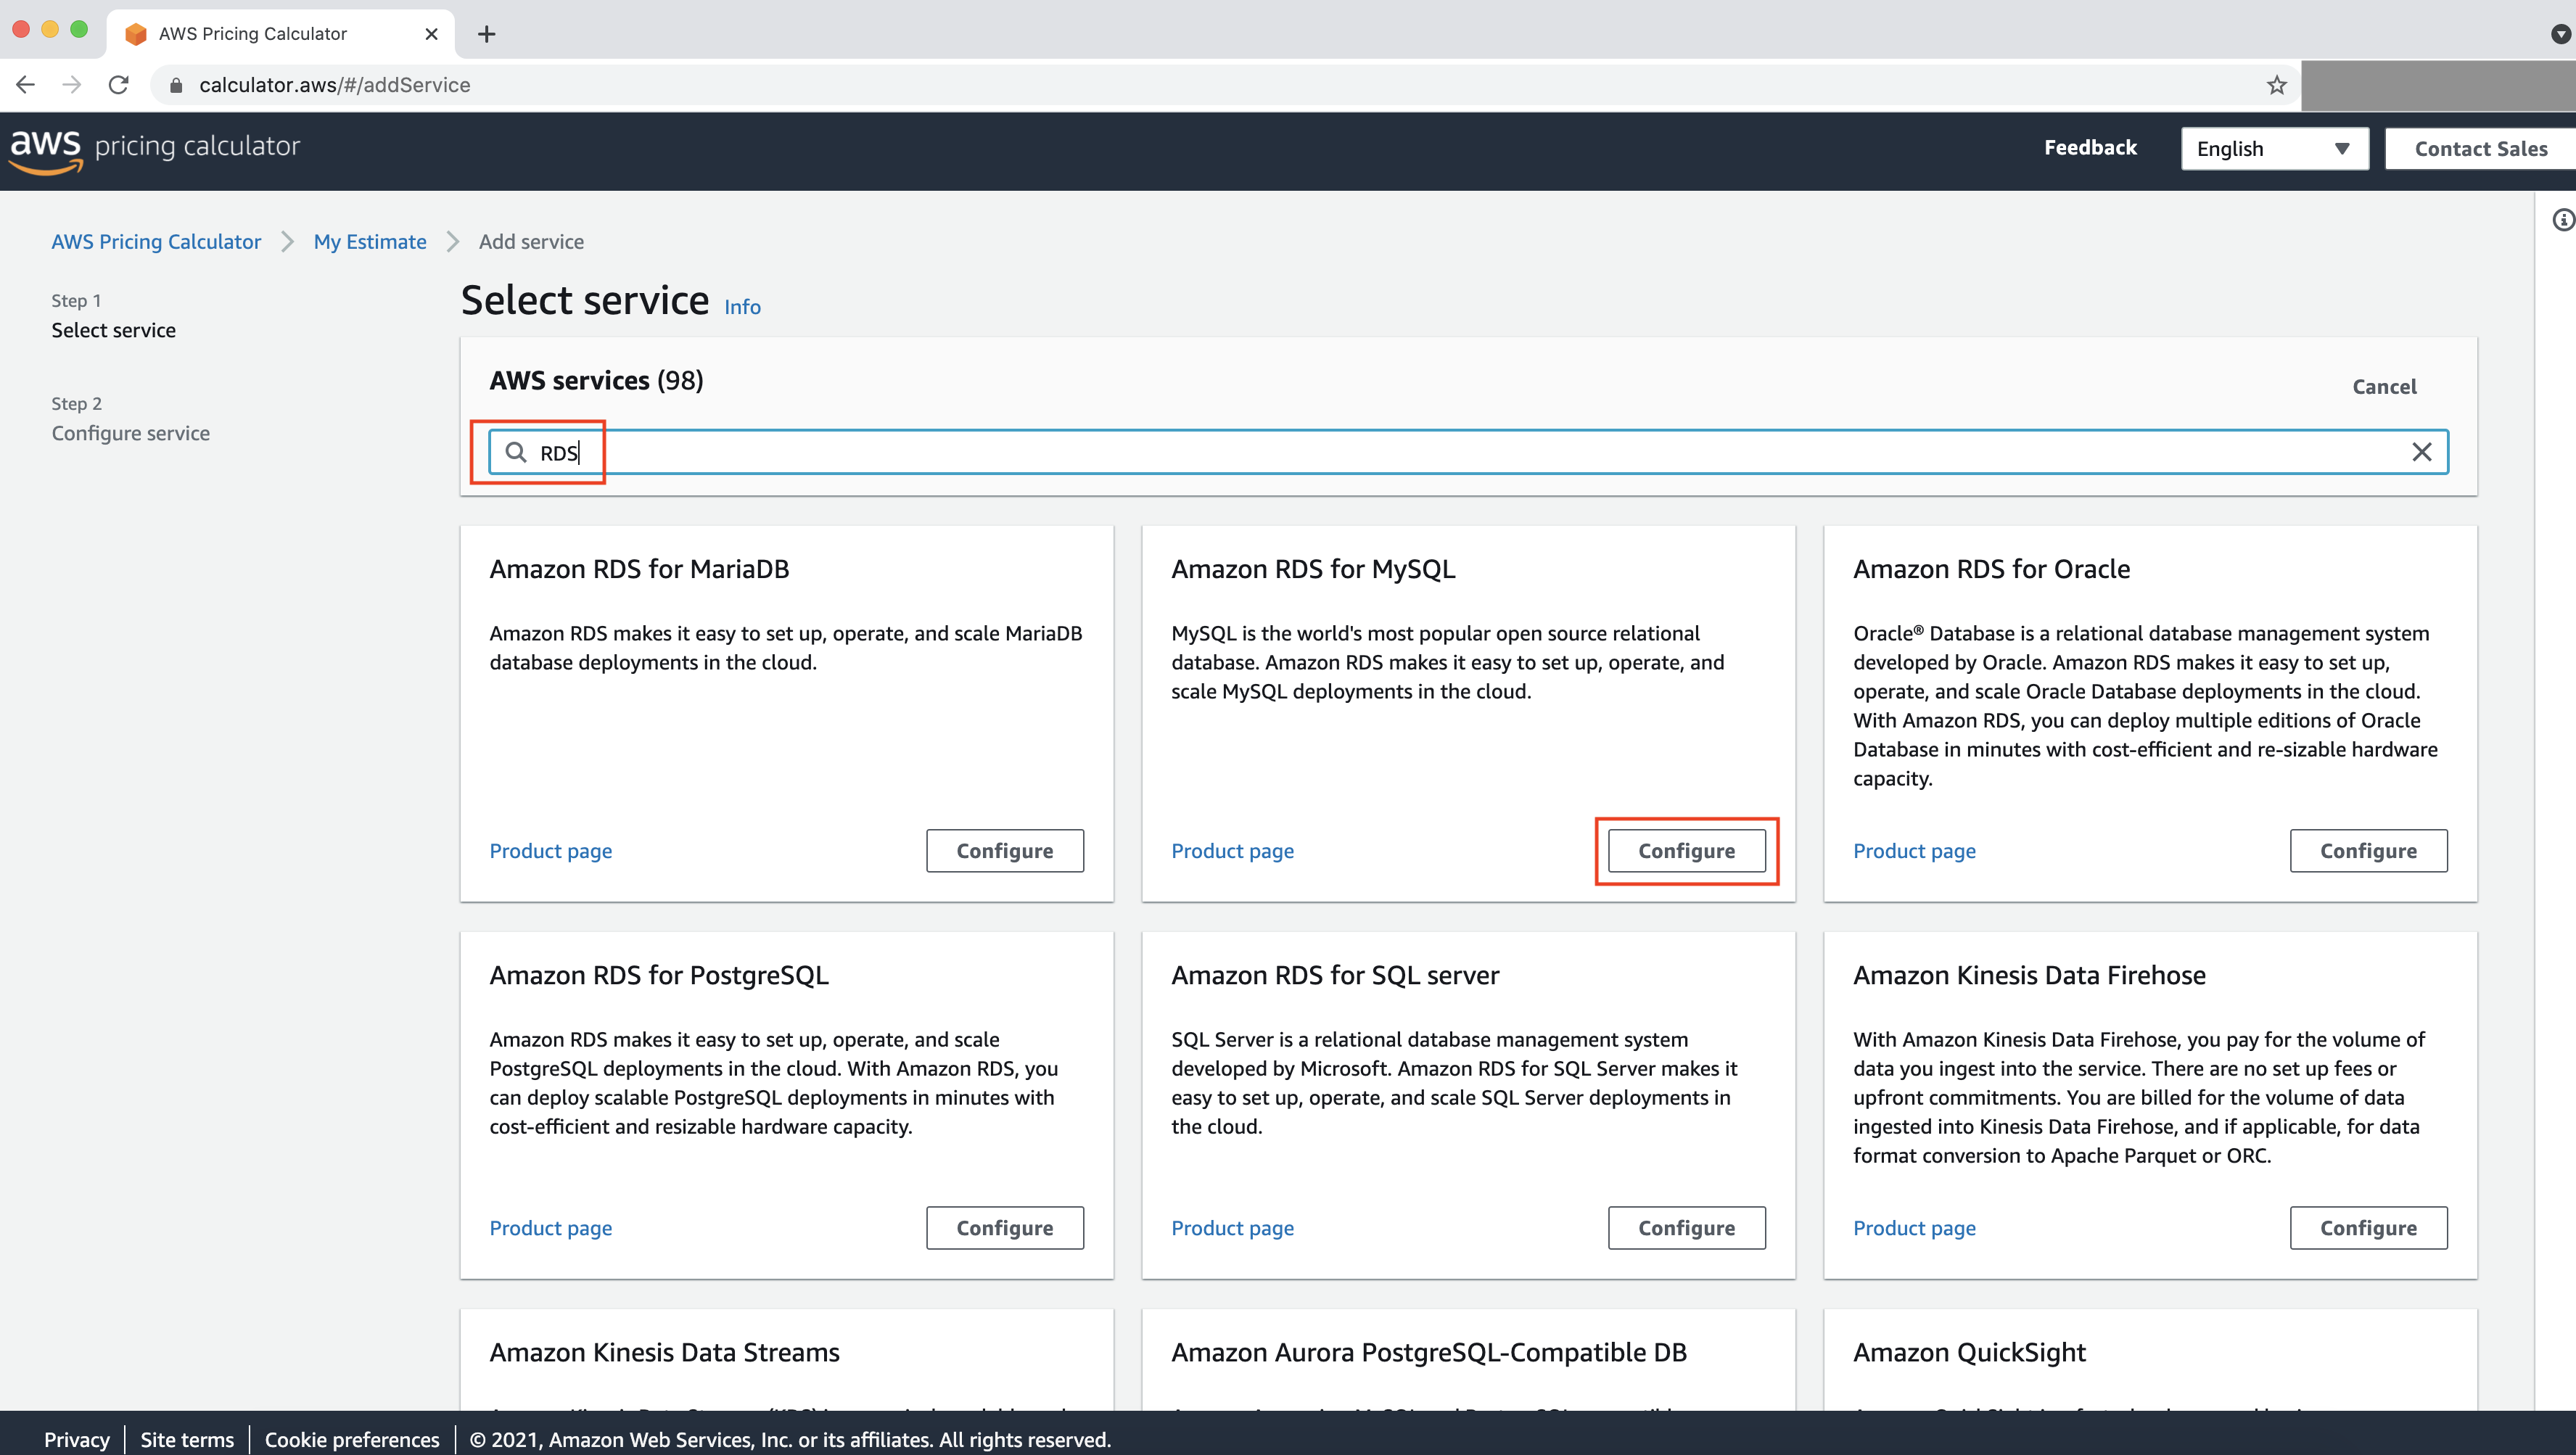 AWS Pricing Calculator
calculator.aws/#/addService
aws pricing calculator
Feedback
English
Contact Sales
AWS Pricing Calculator
My Estimate
Add service
Step 1
Select service
Step 2
Configure service
Select service Info
AWS services (98)
Cancel
RDS
Amazon RDS for MariaDB
Amazon RDS makes it easy to set up, operate, and scale MariaDB
database deployments in the cloud.
Product page
Configure
Amazon RDS for MySQL
MySQL is the world's most popular open source relational
database. Amazon RDS makes it easy to set up, operate, and
scale MySQL deployments in the cloud.
Product page
Configure
Amazon RDS for Oracle
Oracle® Database is a relational database management system
developed by Oracle. Amazon RDS makes it easy to set up,
operate, and scale Oracle Database deployments in the cloud.
With Amazon RDS, you can deploy multiple editions of Oracle
Database in minutes with cost-efficient and re-sizable hardware
capacity.
Product page
Configure
Amazon RDS for PostgreSQL
Amazon RDS makes it easy to set up, operate, and scale
PostgreSQL deployments in the cloud. With Amazon RDS, you
can deploy scalable PostgreSQL deployments in minutes with
cost-efficient and resizable hardware capacity.
Product page
Configure
Amazon RDS for SQL server
SQL Server is a relational database management system
developed by Microsoft. Amazon RDS for SQL Server makes it
easy to set up, operate, and scale SQL Server deployments in
the cloud.
Product page
Configure
Amazon Kinesis Data Firehose
With Amazon Kinesis Data Firehose, you pay for the volume of
data you ingest into the service. There are no set up fees or
upfront commitments. You are billed for the volume of data
ingested into Kinesis Data Firehose, and if applicable, for data
format conversion to Apache Parquet or ORC.
Product page
Configure
Amazon Kinesis Data Streams
Amazon Aurora PostgreSQL-Compatible DB
Amazon QuickSight
Privacy
Site terms
Cookie preferences
© 2021, Amazon Web Services, Inc. or its affiliates. All rights reserved.